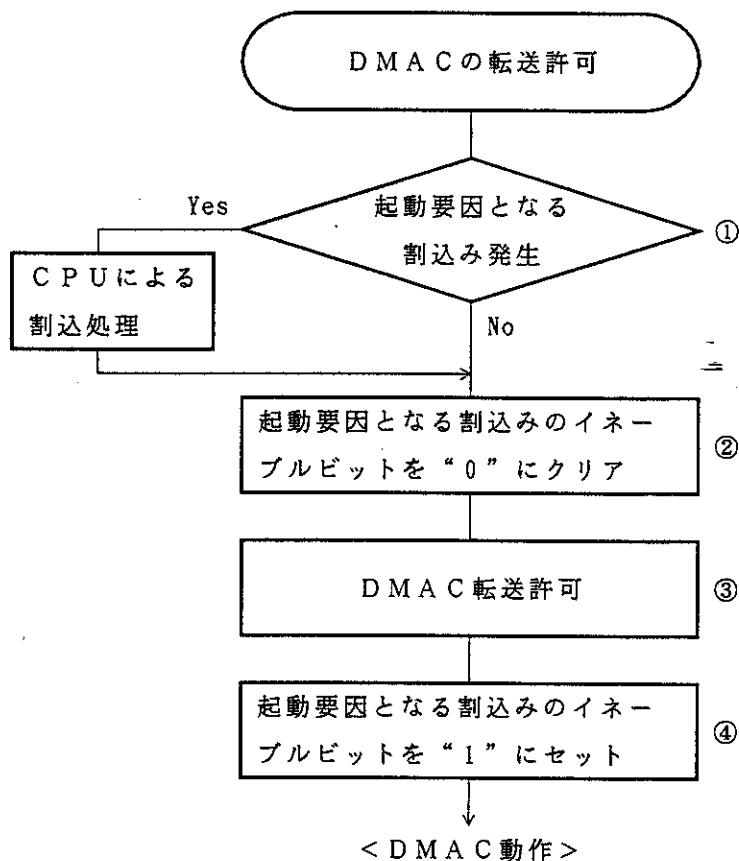 DMACの転送許可
起動要因となる
割込み発生
①
Yes
CPUによる
割込処理
No
起動要因となる割込みのイネー
ブルビットを“0”にクリア
②
DMAC転送許可
③
起動要因となる割込みのイネー
ブルビットを“1”にセット
④
<DMAC動作>